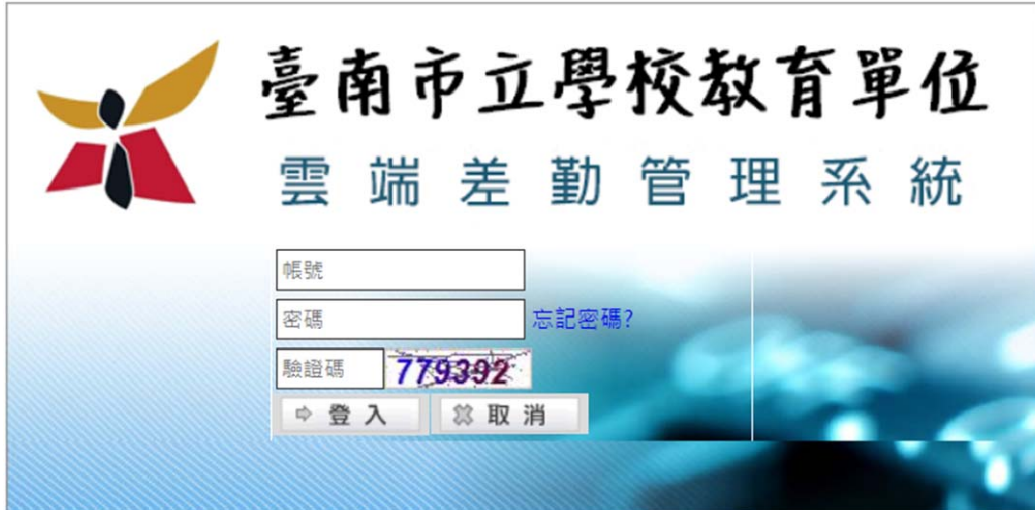 臺南市立學校教育單位
雲端差勤管理系統
帳號
密碼 忘記密碼?
驗證碼 779392
登入 取消